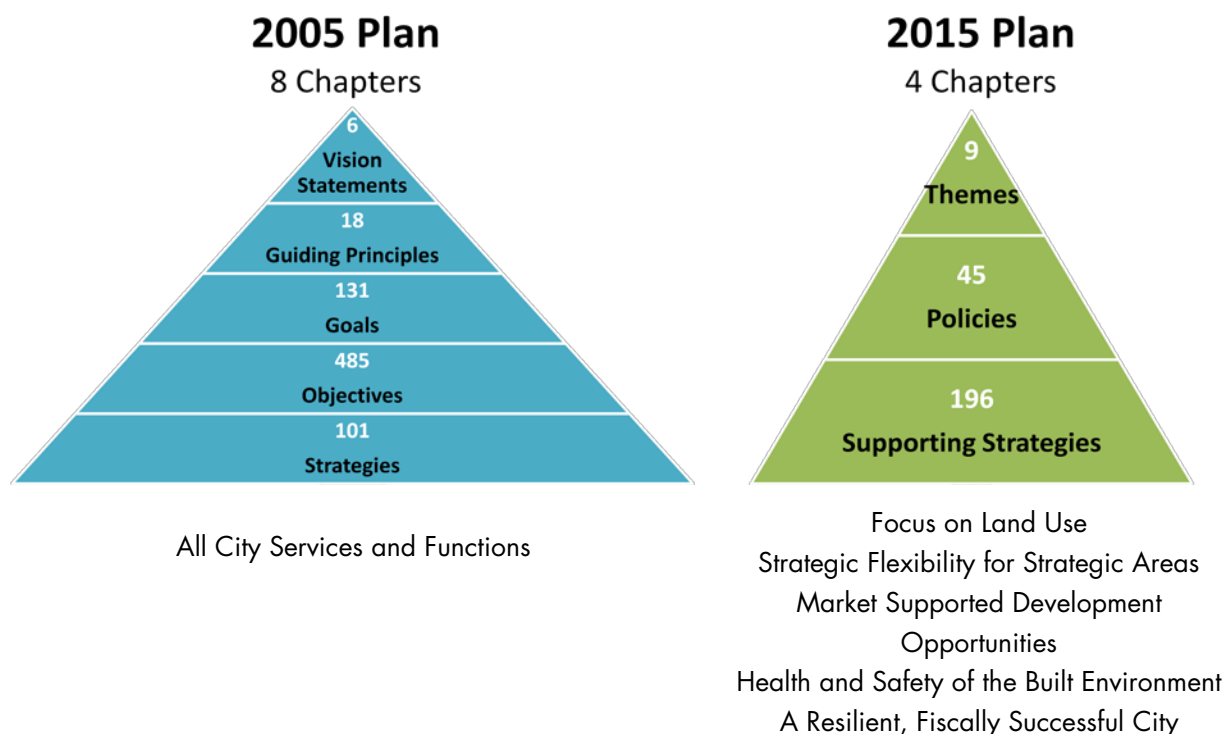 2005 Plan
8 Chapters
6
Vision
Statements
18
Guiding Principles
131
Goals
485
Objectives
101
Strategies
All City Services and Functions
2015 Plan
4 Chapters
9
Themes
45
Policies
196
Supporting Strategies
Focus on Land Use
Strategic Flexibility for Strategic Areas
Market Supported Development
Opportunities
Health and Safety of the Built Environment
A Resilient, Fiscally Successful City